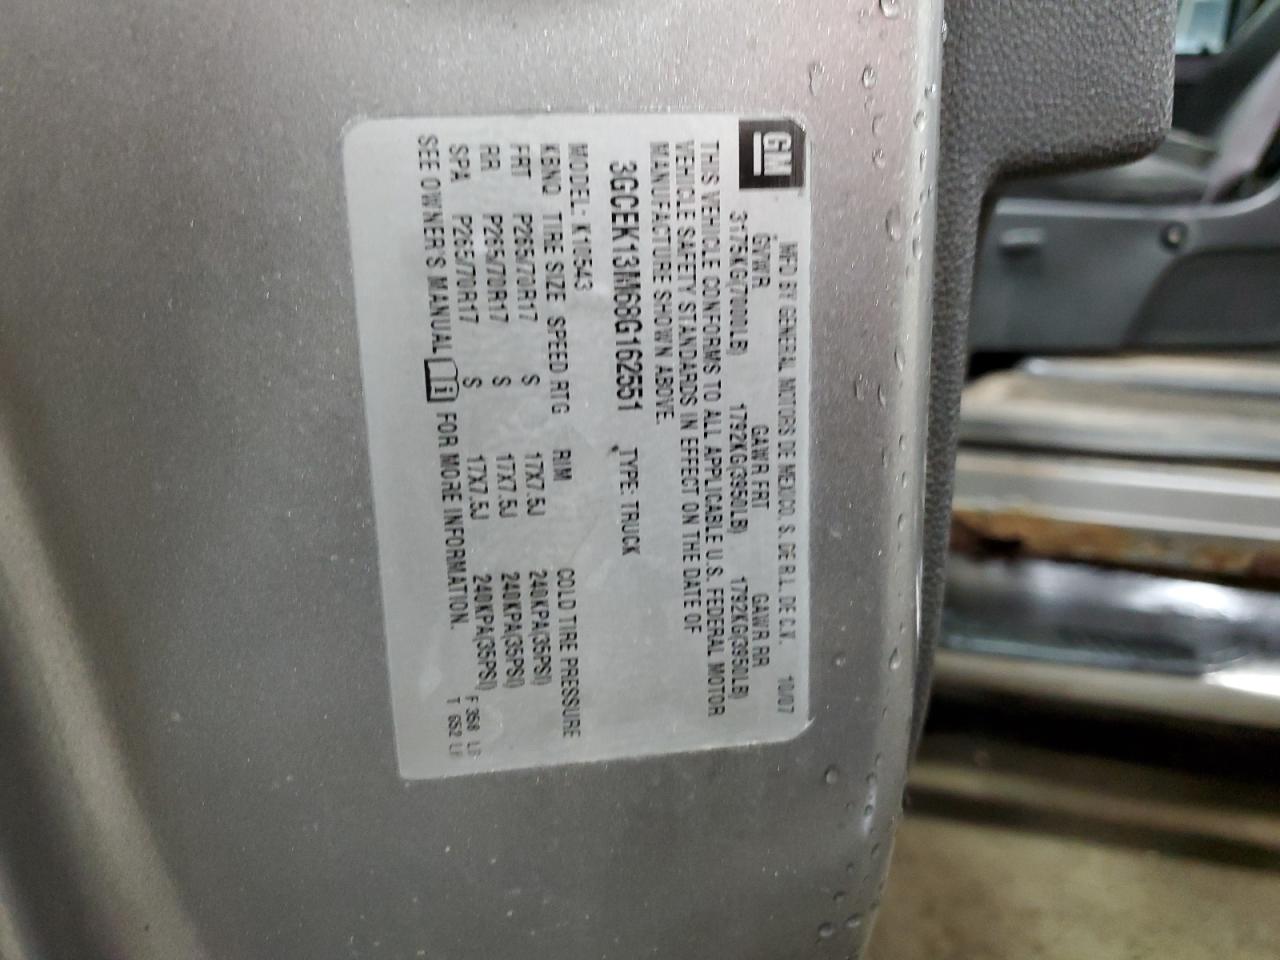 GM
MFD BY GENERAL MOTORS DE MEXICO, S. DE R.L. DE C.V. 10/07
GVWR GAWR FRT GAWR RR
3175KG(7000LB) 1792KG(3950LB) 1792KG(3950LB)
THIS VEHICLE CONFORMS TO ALL APPLICABLE U.S. FEDERAL MOTOR
VEHICLE SAFETY STANDARDS IN EFFECT ON THE DATE OF
MANUFACTURE SHOWN ABOVE.
3GCEK13M68G162551 TYPE: TRUCK
MODEL: K10543
KENQ TIRE SIZE SPEED RTG RIM COLD TIRE PRESSURE
FRT P265/70R17 S 17X7.5J 240KPA(35PSI)
RR P265/70R17 S 17X7.5J 240KPA(35PSI)
SPA P265/70R17 S 17X7.5J 240KPA(35PSI)
SEE OWNER'S MANUAL FOR MORE INFORMATION.
F 358
T 652